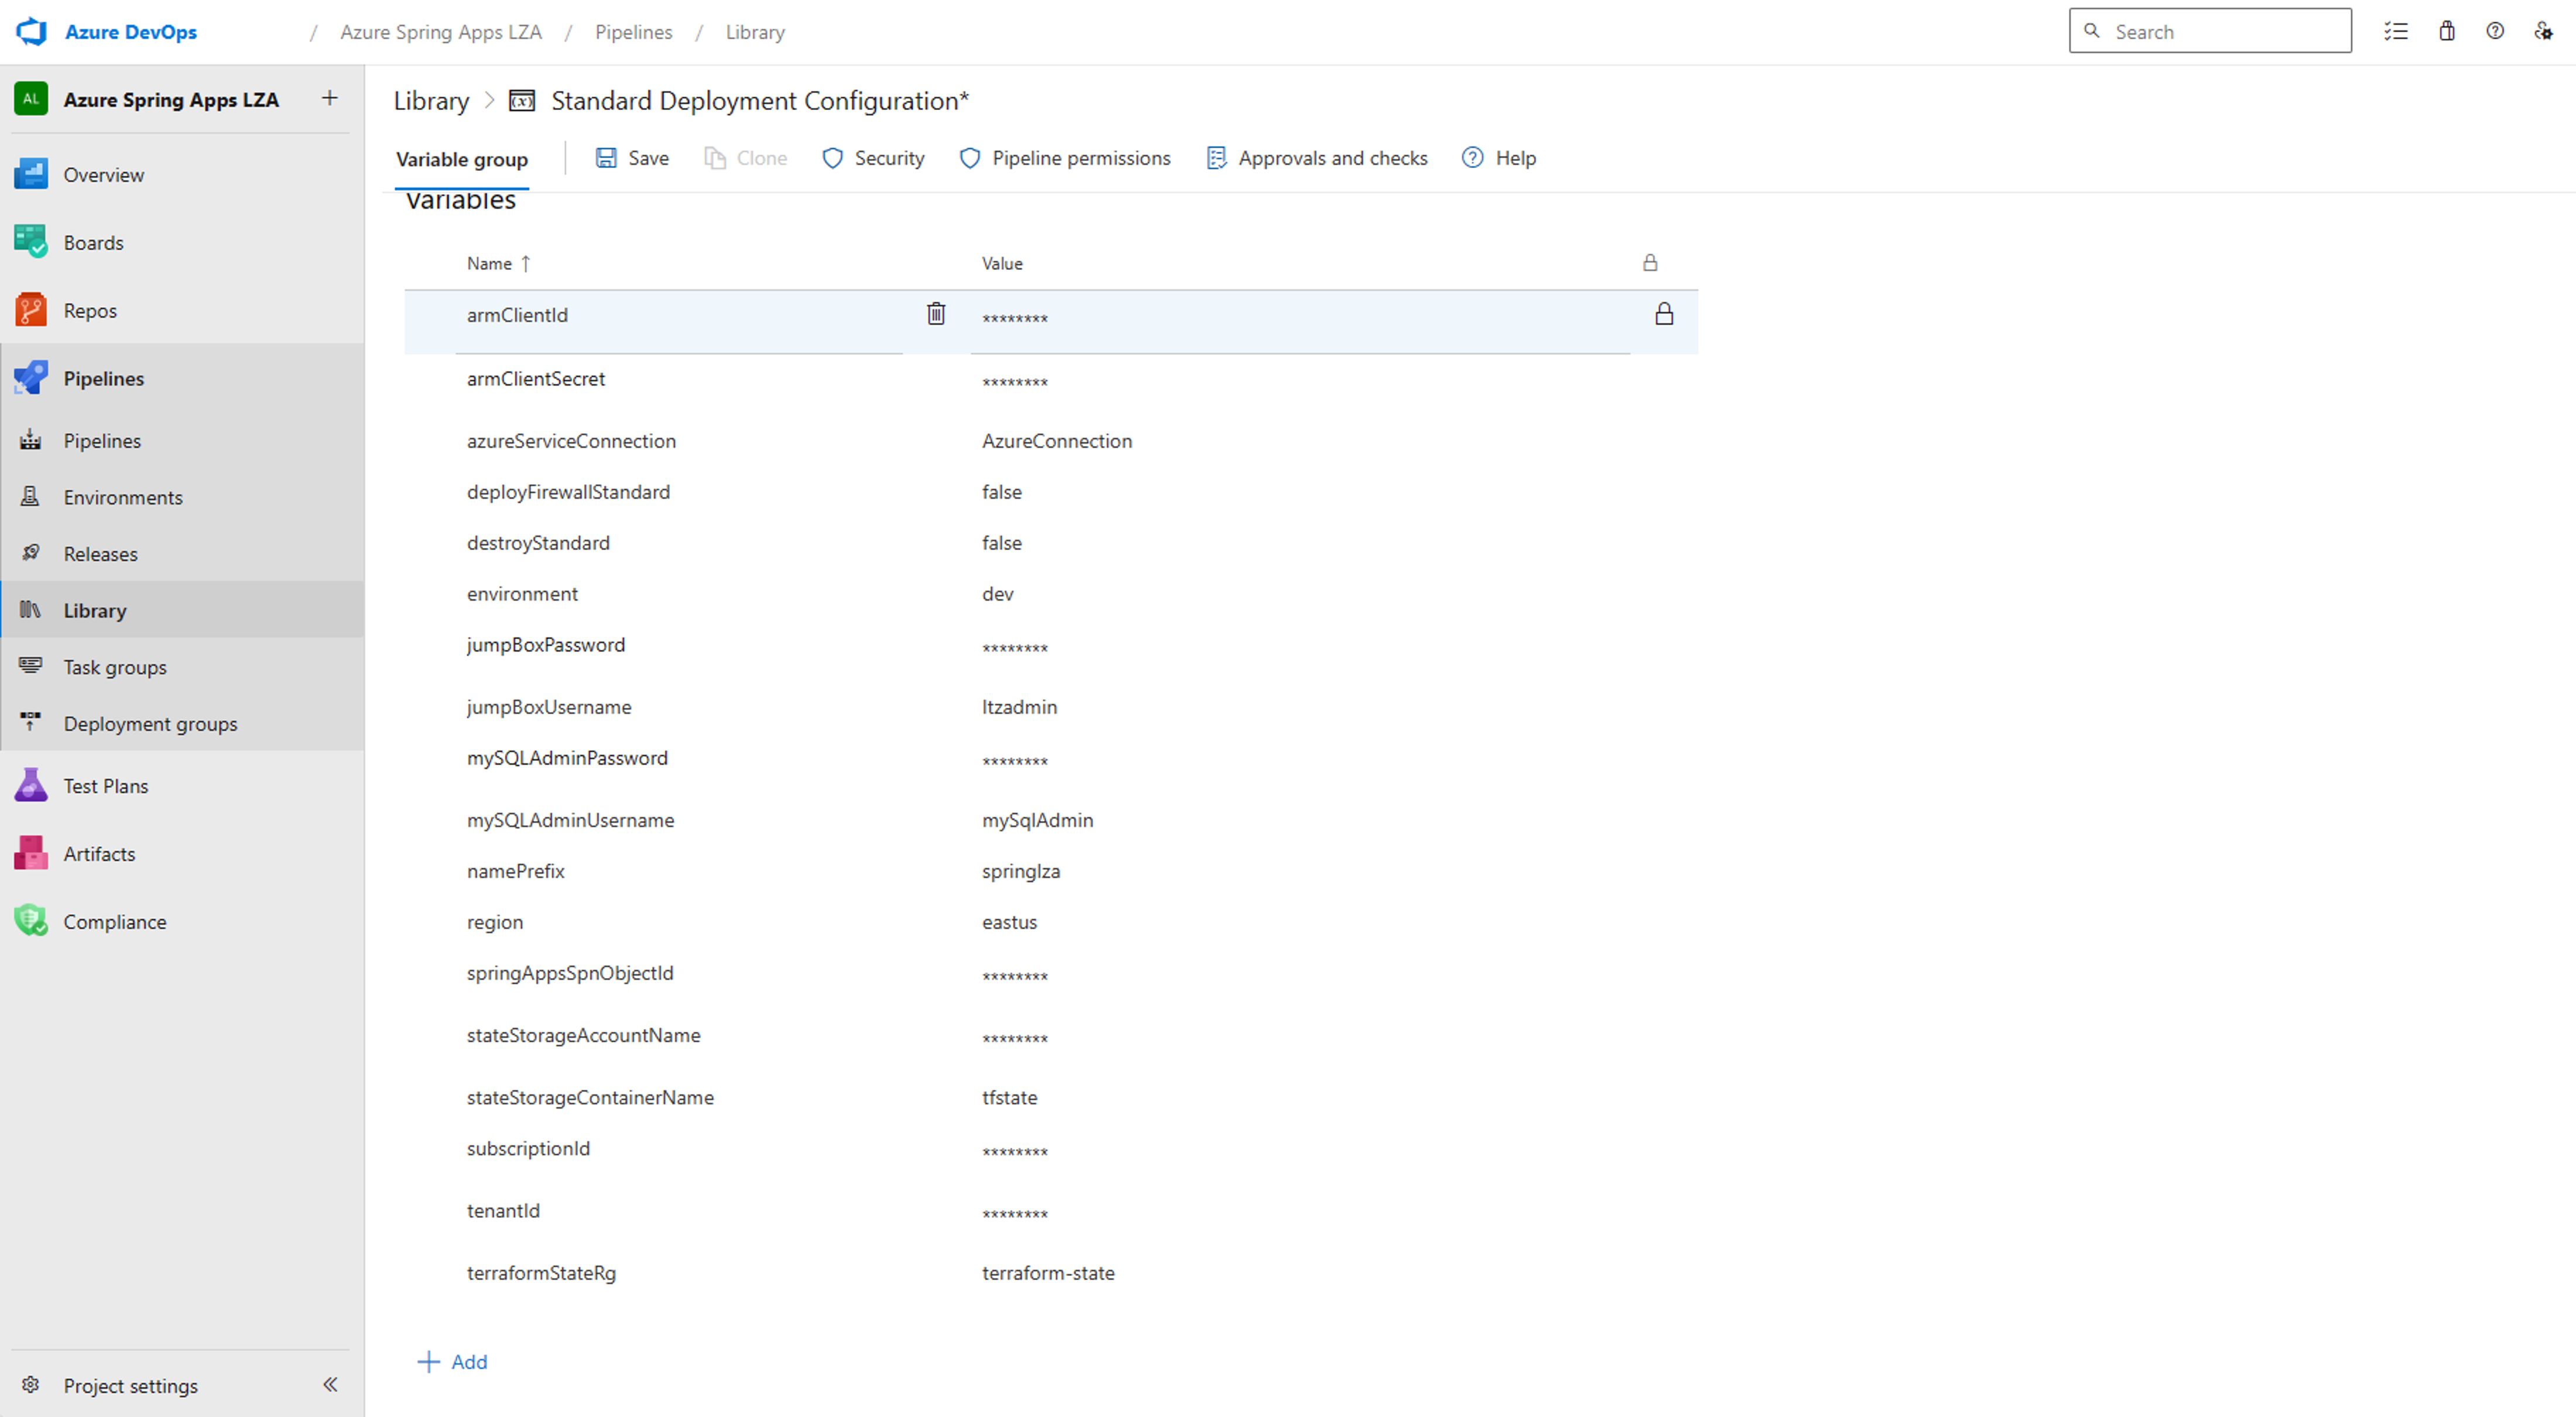 Azure DevOps / Azure Spring Apps LZA / Pipelines / Library
Search
AL Azure Spring Apps LZA
Overview
Boards
Repos
Pipelines
Pipelines
Environments
Releases
Library
Task groups
Deployment groups
Test Plans
Artifacts
Compliance
Project settings
Library > (x) Standard Deployment Configuration*
Variable group Save Clone Security Pipeline permissions Approvals and checks Help
Variables
Name ↑ Value
armClientId ********
armClientSecret ********
azureServiceConnection AzureConnection
deployFirewallStandard false
destroyStandard false
environment dev
jumpBoxPassword ********
jumpBoxUsername ltzadmin
mySQLAdminPassword ********
mySQLAdminUsername mySqlAdmin
namePrefix springlza
region eastus
springAppsSpnObjectId ********
stateStorageAccountName ********
stateStorageContainerName tfstate
subscriptionId ********
tenantId ********
terraformStateRg terraform-state
+ Add